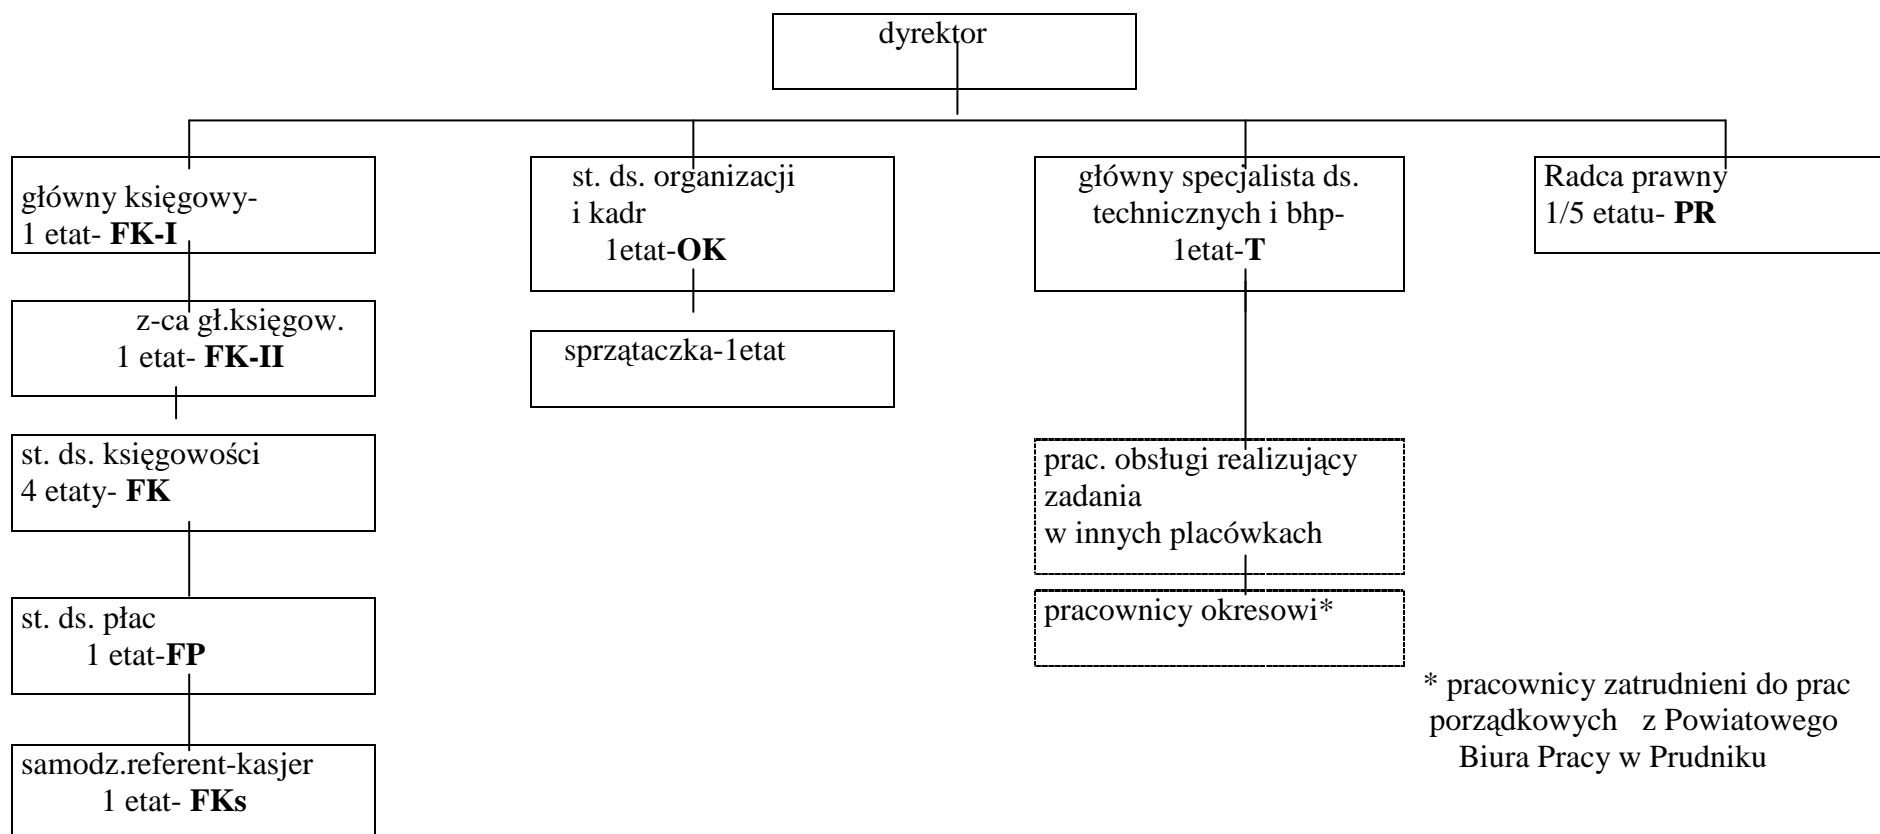 dyrektor
główny księgowy-
1 etat- FK-I
z-ca gł.księgow.
1 etat- FK-II
st. ds. księgowości
4 etaty- FK
st. ds. płac
1 etat-FP
samodz.referent-kasjer
1 etat- FKs
st. ds. organizacji
i kadr
1etat-OK
sprzątaczka-1etat
główny specjalista ds.
technicznych i bhp-
1etat-T
prac. obsługi realizujący
zadania
w innych placówkach
pracownicy okresowi*
Radca prawny
1/5 etatu- PR
* pracownicy zatrudnieni do prac
porządkowych z Powiatowego
Biura Pracy w Prudniku